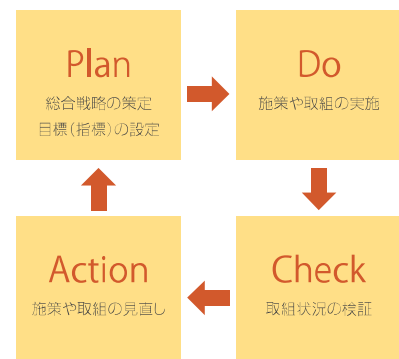 Plan
総合戦略の策定
目標(指標)の設定
Do
施策や取組の実施
Action
施策や取組の見直し
Check
取組状況の検証